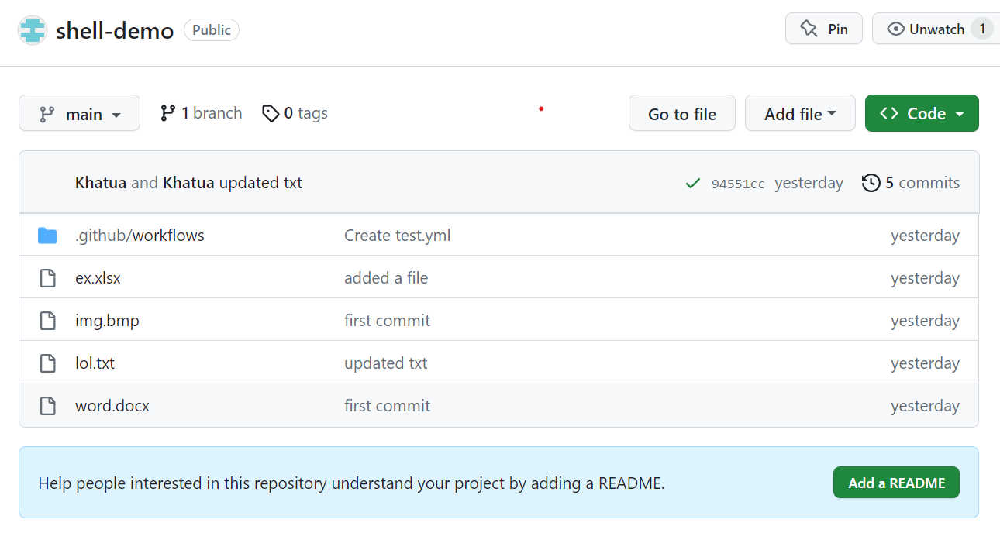 shell-demo Public Pin Unwatch 1
main 1 branch 0 tags Go to file Add file Code
Khatua and Khatua updated txt 94551cc yesterday 5 commits
.github/workflows Create test.yml yesterday
ex.xlsx added a file yesterday
img.bmp first commit yesterday
lol.txt updated txt yesterday
word.docx first commit yesterday
Help people interested in this repository understand your project by adding a README. Add a README